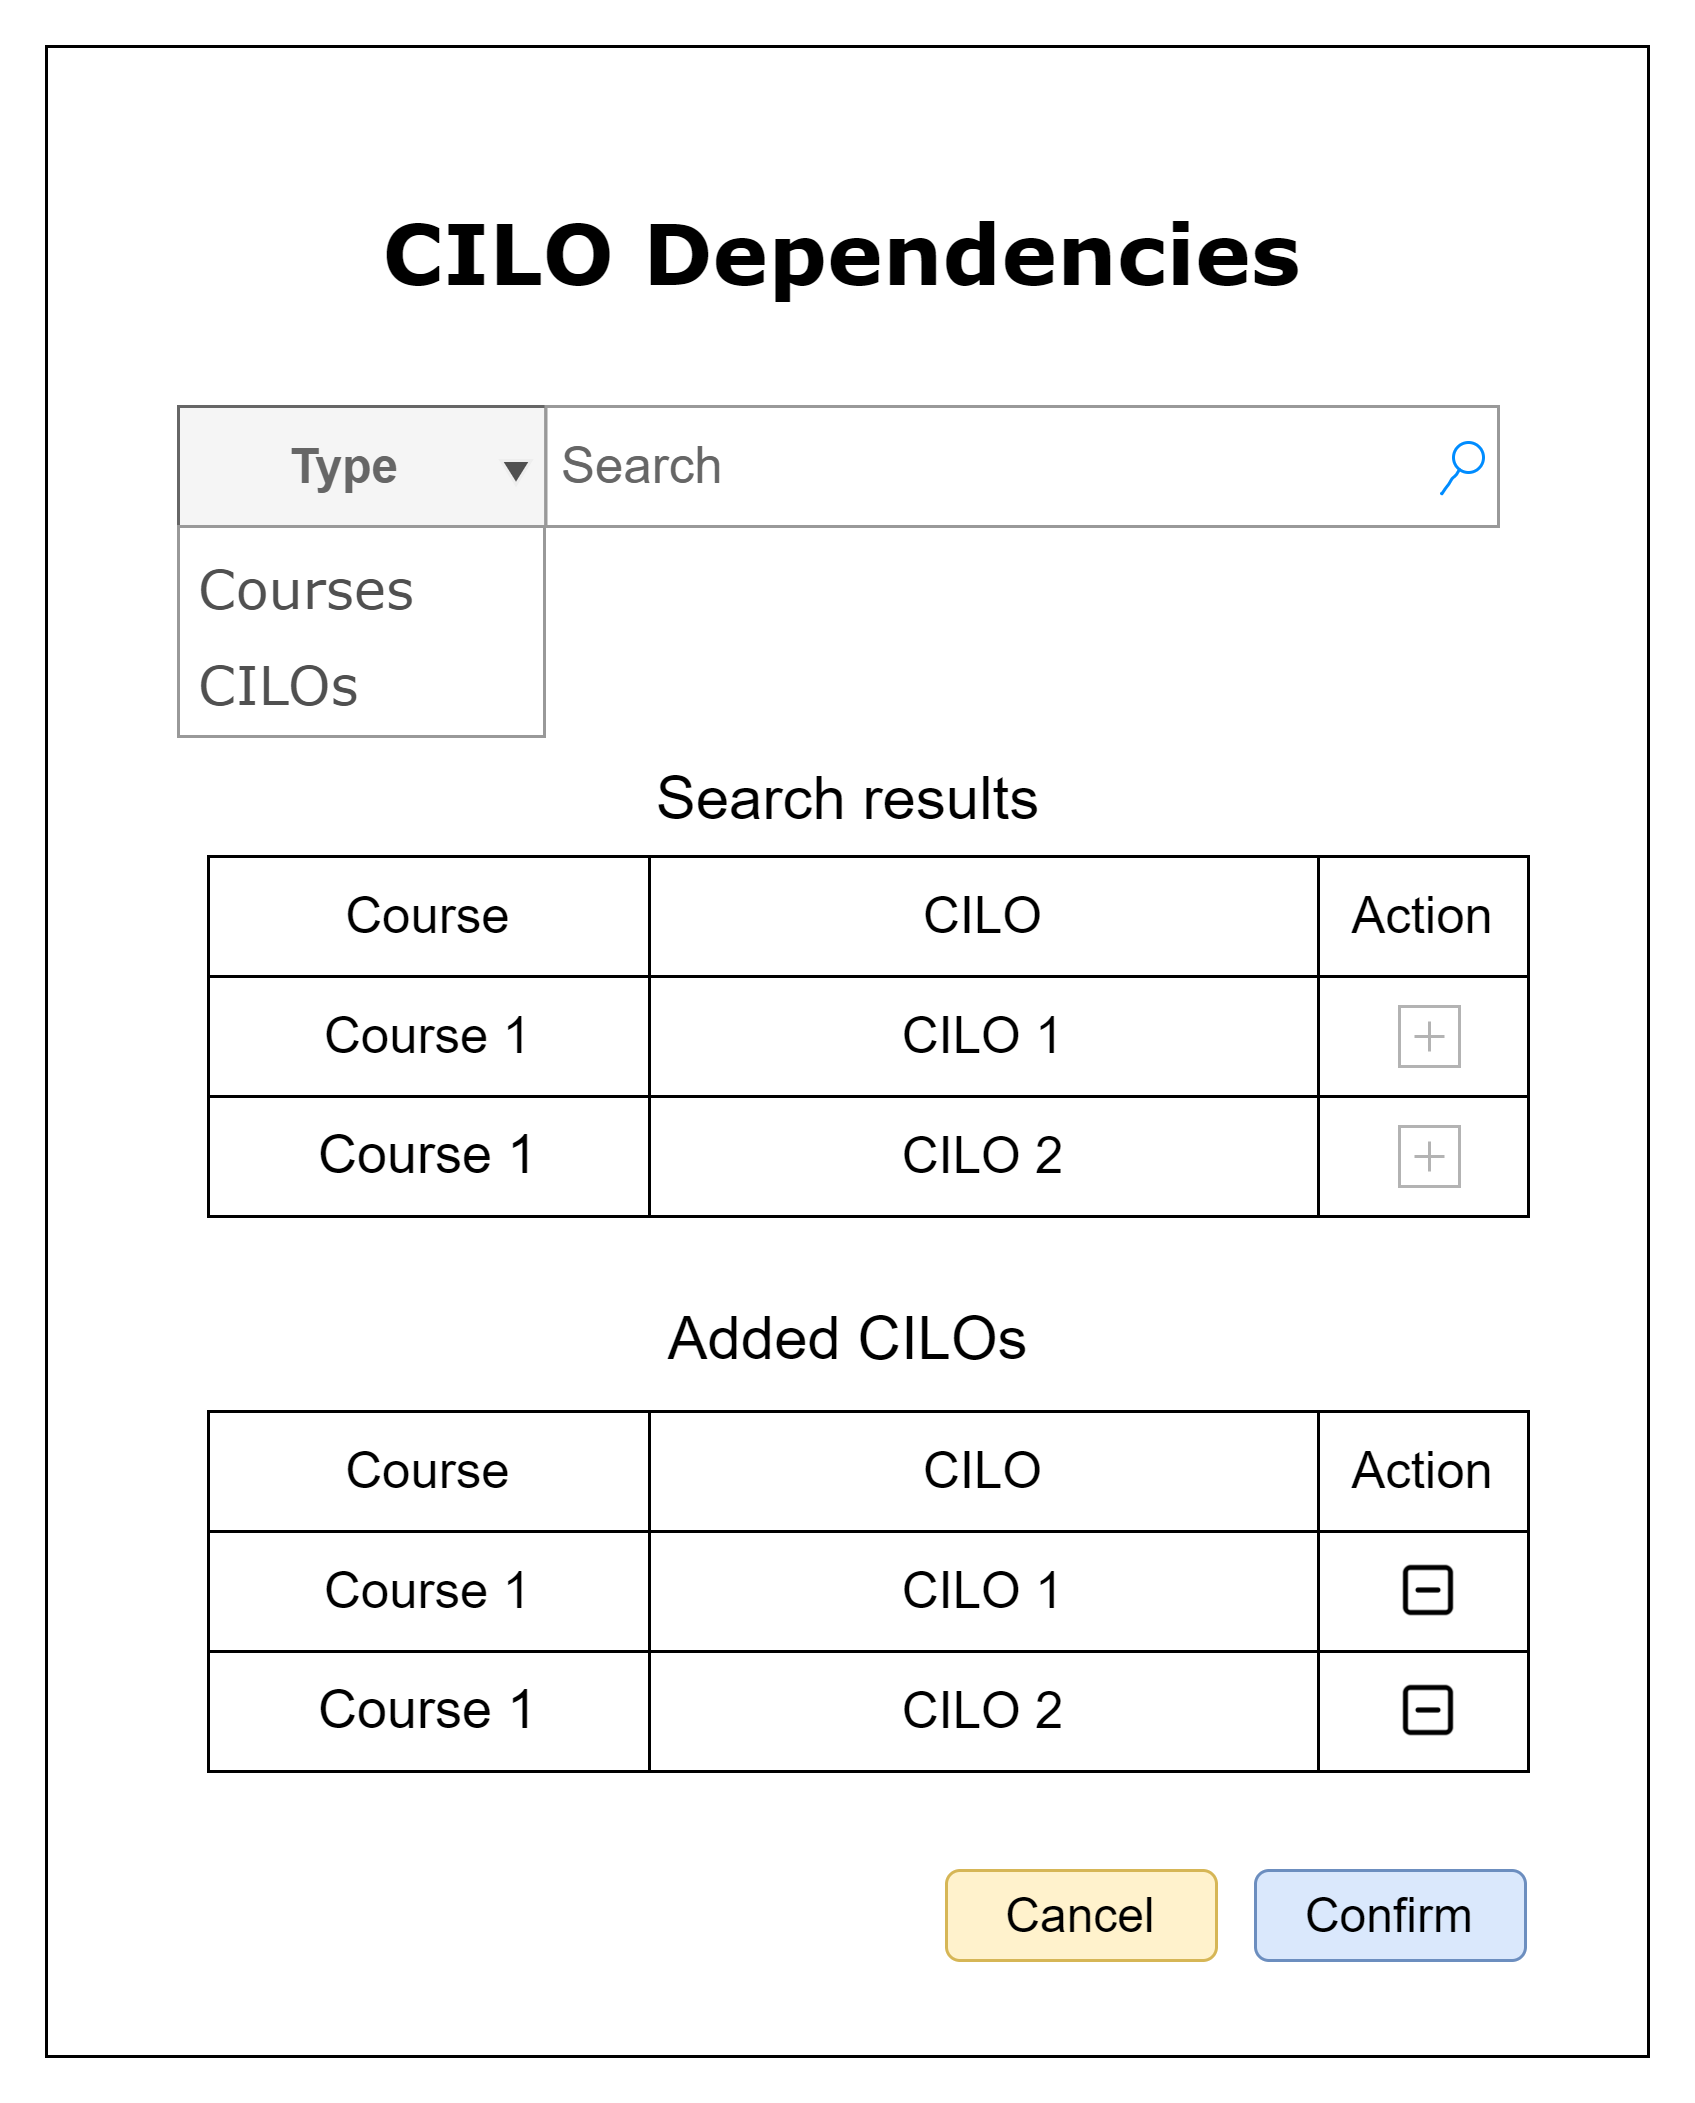 CILO Dependencies
Type Search
Courses
CILOs
Search results
Course CILO Action
Course 1 CILO 1
Course 1 CILO 2
Added CILOs
Course CILO Action
Course 1 CILO 1
Course 1 CILO 2
Cancel Confirm